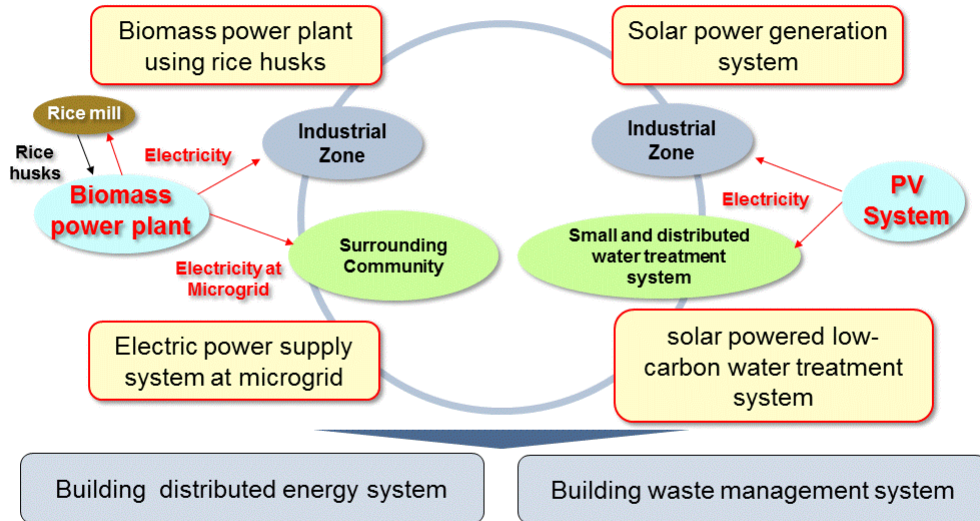 Biomass power plant
using rice husks
Solar power generation
system
Rice mill
Rice
husks
Electricity
Industrial
Zone
Industrial
Zone
Biomass
power plant
Electricity
PV
System
Electricity at
Microgrid
Surrounding
Community
Small and distributed
water treatment
system
Electric power supply
system at microgrid
solar powered low-
carbon water treatment
system
Building distributed energy system
Building waste management system